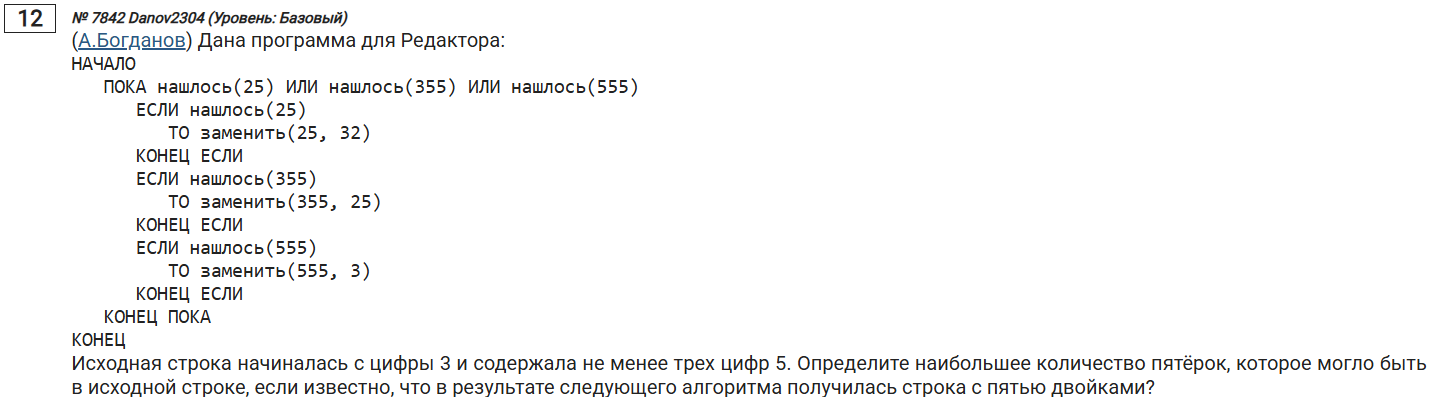 12
№ 7842 Danov2304 (Уровень: Базовый)
(А.Богданов) Дана программа для Редактора:
НАЧАЛО
ПОКА нашлось(25) ИЛИ нашлось(355) ИЛИ нашлось(555)
ЕСЛИ нашлось(25)
ТО заменить(25, 32)
КОНЕЦ ЕСЛИ
ЕСЛИ нашлось(355)
ТО заменить(355, 25)
КОНЕЦ ЕСЛИ
ЕСЛИ нашлось(555)
ТО заменить(555, 3)
КОНЕЦ ЕСЛИ
КОНЕЦ ПОКА
КОНЕЦ
Исходная строка начиналась с цифры 3 и содержала не менее трех цифр 5. Определите наибольшее количество пятёрок, которое могло быть
в исходной строке, если известно, что в результате следующего алгоритма получилась строка с пятью двойками?